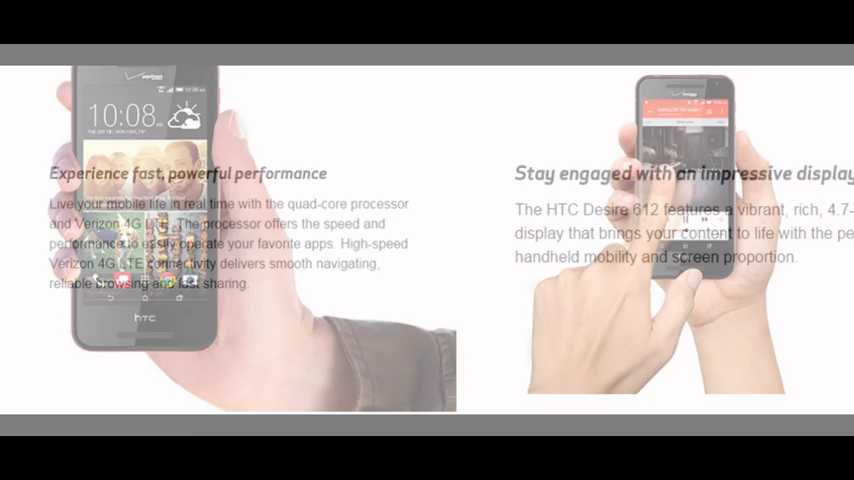 verizon
verizon
10:08
Experience fast, powerful performance
Live your mobile life in real time with the quad-core processor
and Verizon 4G LTE. The processor offers the speed and
performance to easily operate your favorite apps. High-speed
Verizon 4G LTE connectivity delivers smooth navigating,
reliable browsing and fast sharing.
hTC
Stay engaged with an impressive display
The HTC Desire 612 features a vibrant, rich, 4.7-
display that brings your content to life with the pe
handheld mobility and screen proportion.